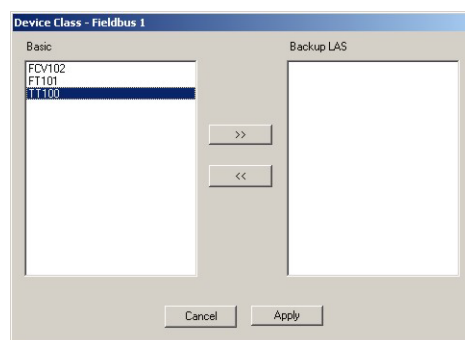 Device Class - Fieldbus 1
Basic
Backup LAS
FCV102
FT101
TT100
>>
<<
Cancel
Apply